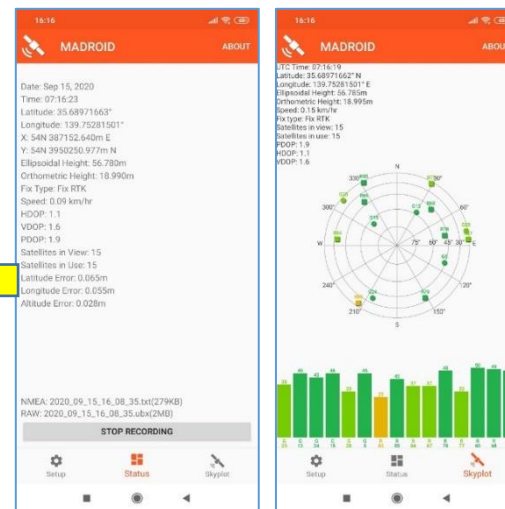 16:16
MADROID
ABOUT
Date: Sep 15, 2020
Time: 07:16:23
Latitude: 35.68971663°
Longitude: 139.75281501°
X: 54N 387152.640m E
Y: 54N 3950250.977m N
Ellipsoidal Height: 56.780m
Orthometric Height: 18.990m
Fix Type: Fix RTK
Speed: 0.09 km/hr
HDOP: 1.1
VDOP: 1.6
PDOP: 1.9
Satellites in View: 15
Satellites in Use: 15
Latitude Error: 0.065m
Longitude Error: 0.055m
Altitude Error: 0.028m
NMEA: 2020_09_15_16_08_35.txt(279KB)
RAW: 2020_09_15_16_08_35.ubx(2MB)
STOP RECORDING
Setup
Status
Skyplot
16:16
MADROID
ABOU
UTC Time: 07:16:19
Latitude: 35.68971662° N
Longitude: 139.75281501° E
Ellipsoidal Height: 56.785m
Orthometric Height: 18.995m
Speed: 0.15 km/hr
Fix type: Fix RTK
Satellites in view: 15
Satellites in use: 15
PDOP: 1.9
HDOP: 1.1
VDOP: 1.6
N
330°
30°
300°
60°
W
75°
60°
45°
30°
E
240°
120°
210°
150°
S
Setup
Status
Skyplot